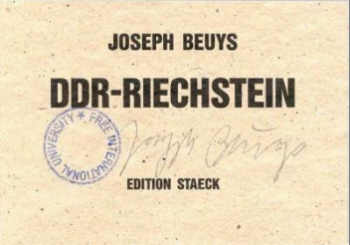 JOSEPH BEUYS
DDR-RIECHSTEIN
FREE INTERNATIONAL UNIVERSITY
Joseph Beuys
EDITION STAECK